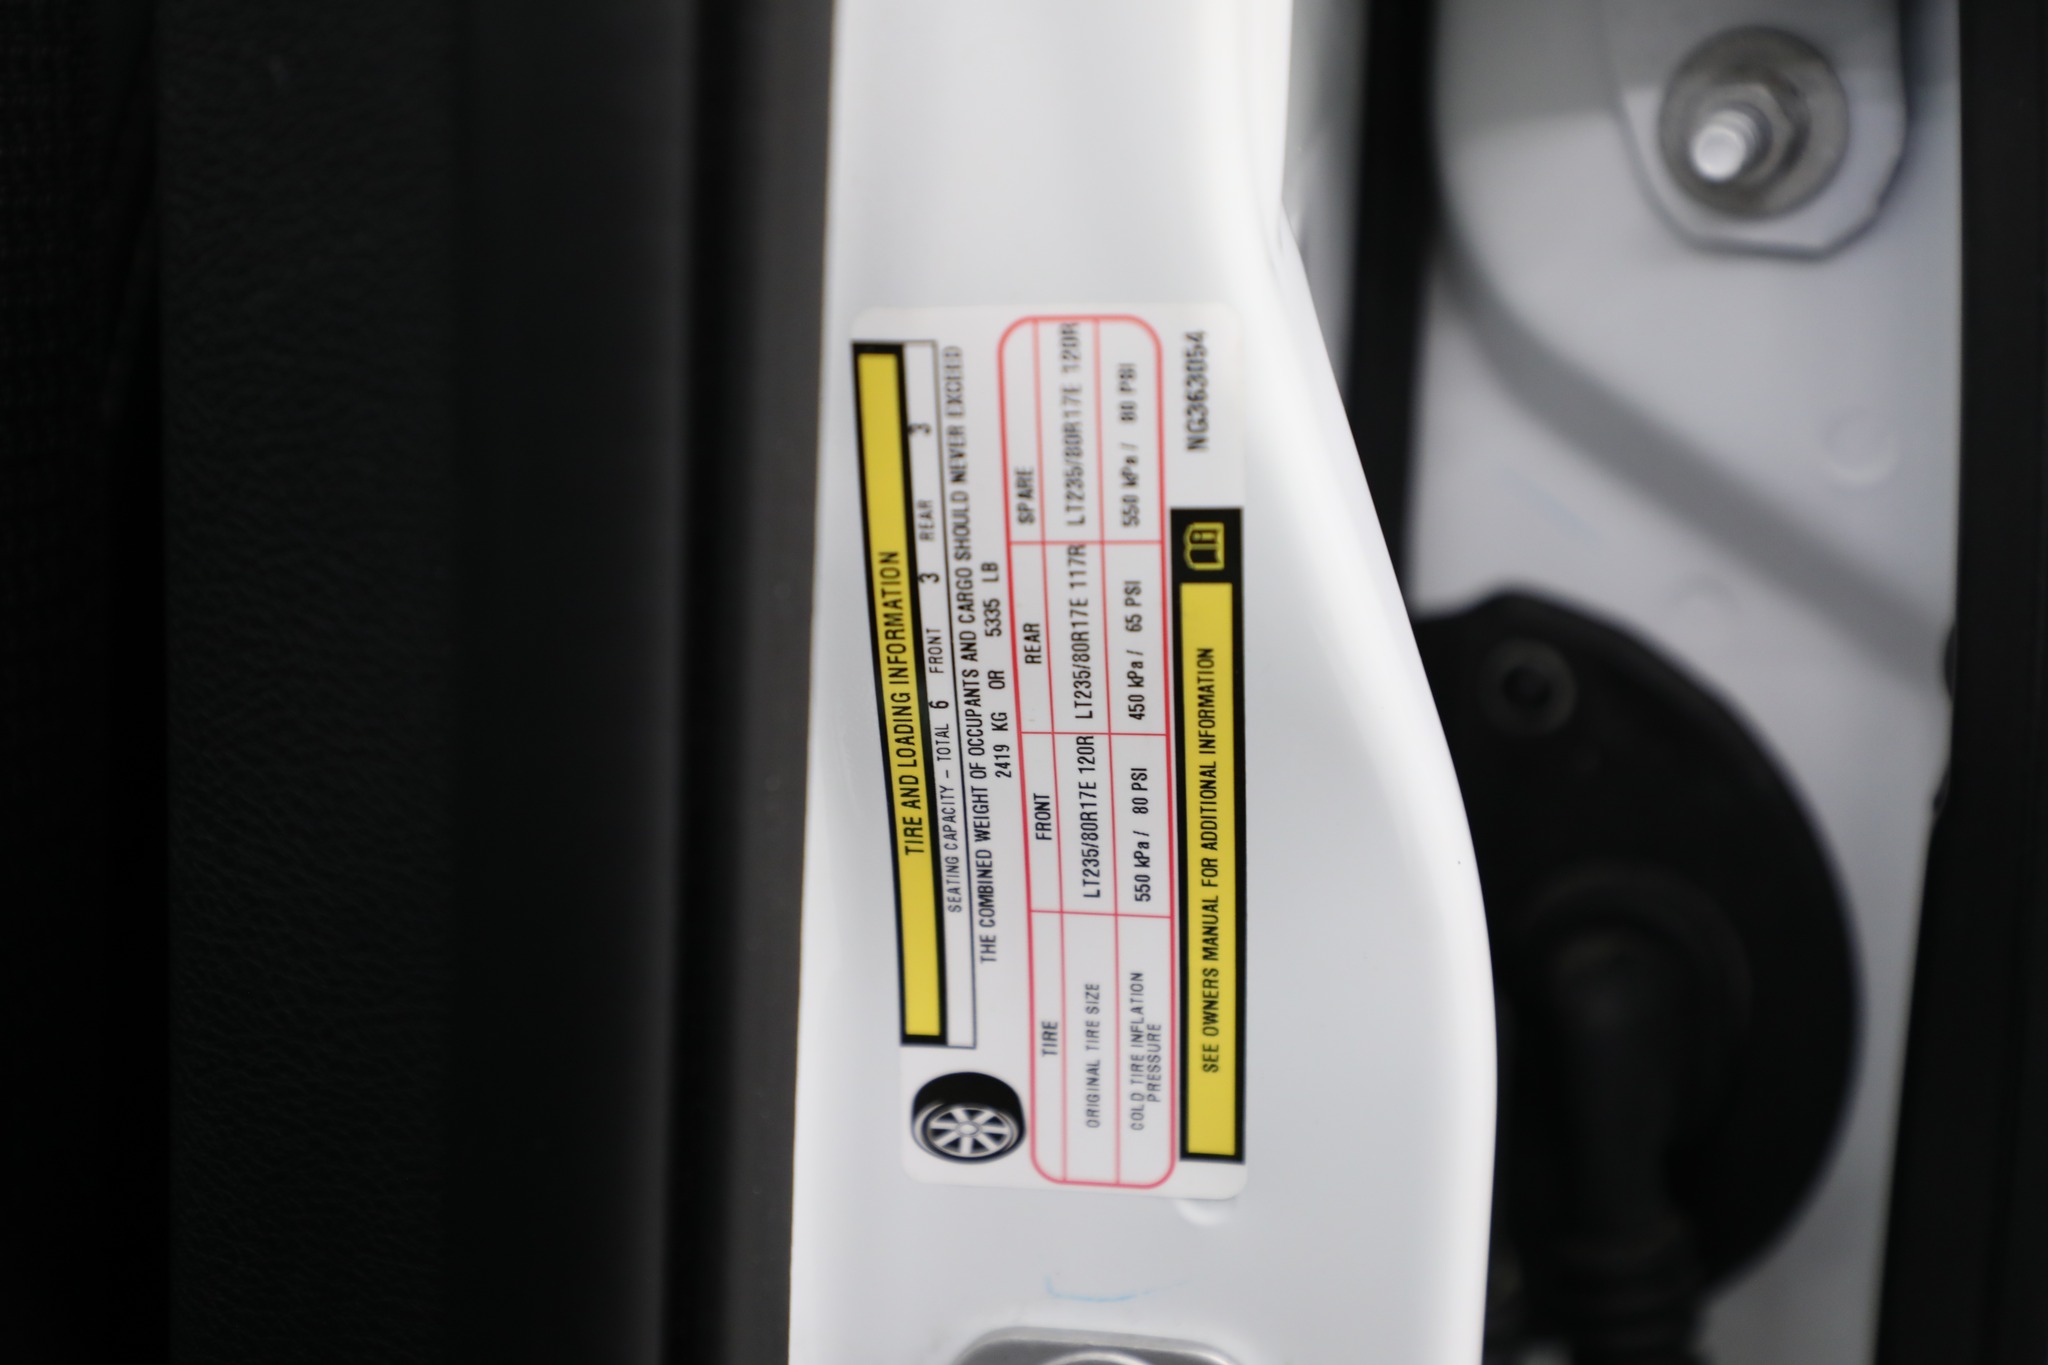 TIRE AND LOADING INFORMATION
SEATING CAPACITY – TOTAL 6 FRONT 3 REAR 3
THE COMBINED WEIGHT OF OCCUPANTS AND CARGO SHOULD NEVER EXCEED
2419 KG OR 5335 LB
TIRE FRONT REAR SPARE
ORIGINAL TIRE SIZE LT235/80R17E 120R LT235/80R17E 117R LT235/80R17E 120R
COLD TIRE INFLATION
PRESSURE 550 kPa / 80 PSI 450 kPa / 65 PSI 550 kPa / 80 PSI
SEE OWNERS MANUAL FOR ADDITIONAL INFORMATION
NG363054